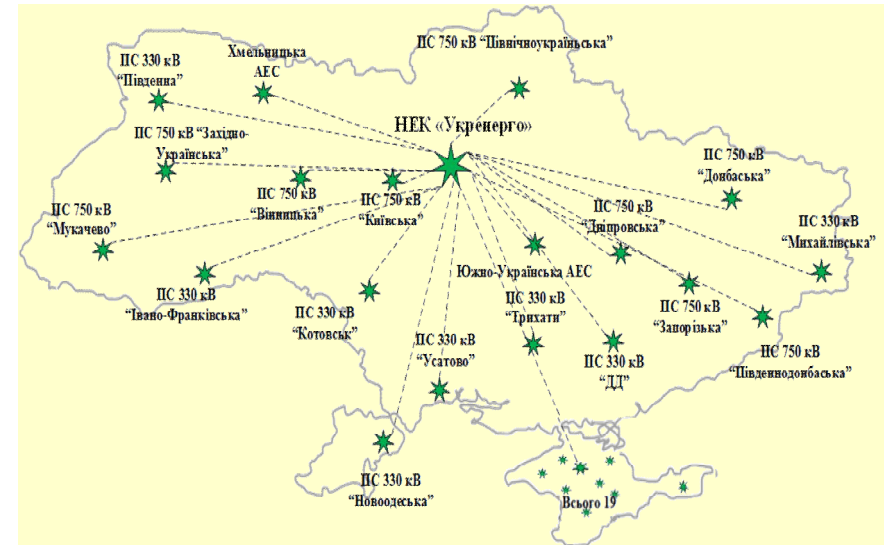 ПС 750 кВ “Північноукраїньська”
Хмельницька
АЕС
ПС 330 кВ
“Південна”
НЕК «Укренерго»
ПС 750 кВ “Західно-
Українська”
ПС 750 кВ
“Вінницька”
ПС 750 кВ
“Київська”
ПС 750 кВ
“Донбаська”
ПС 750 кВ
“Мукачево”
ПС 750 кВ
“Дніпровська”
ПС 330 кВ
“Михайлівська”
Южно-Українська АЕС
ПС 330 кВ
“Івано-Франківська”
ПС 330 кВ
“Котовськ”
ПС 330 кВ
“Трихати”
ПС 750 кВ
“Запорізька”
ПС 330 кВ
“Усатово”
ПС 330 кВ
“ДД”
ПС 750 кВ
“Південнодонбаська”
ПС 330 кВ
“Новоодеська”
Всього 19